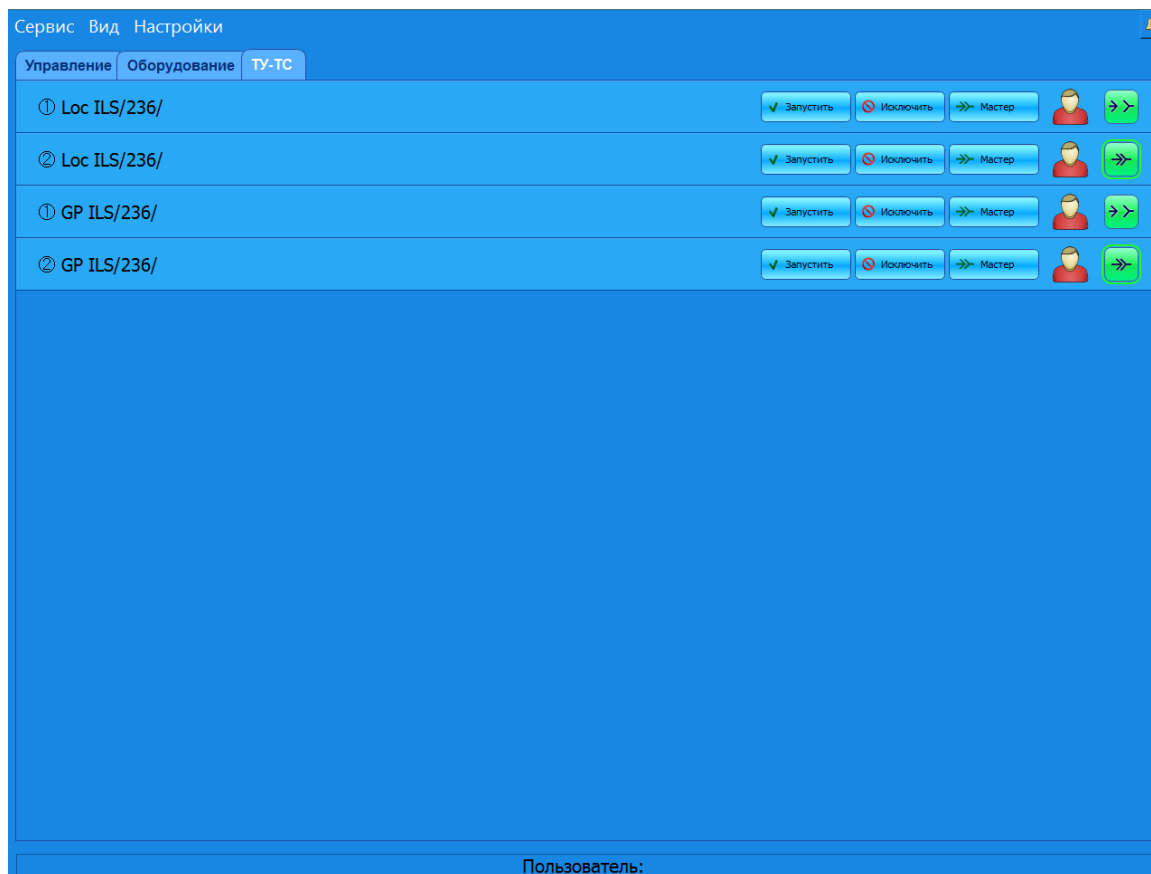 Сервис Вид Настройки
Управление Оборудование ТУ-ТС
① Loc ILS/236/ Запустить Исключить Мастер
② Loc ILS/236/ Запустить Исключить Мастер
① GP ILS/236/ Запустить Исключить Мастер
② GP ILS/236/ Запустить Исключить Мастер
Пользователь: